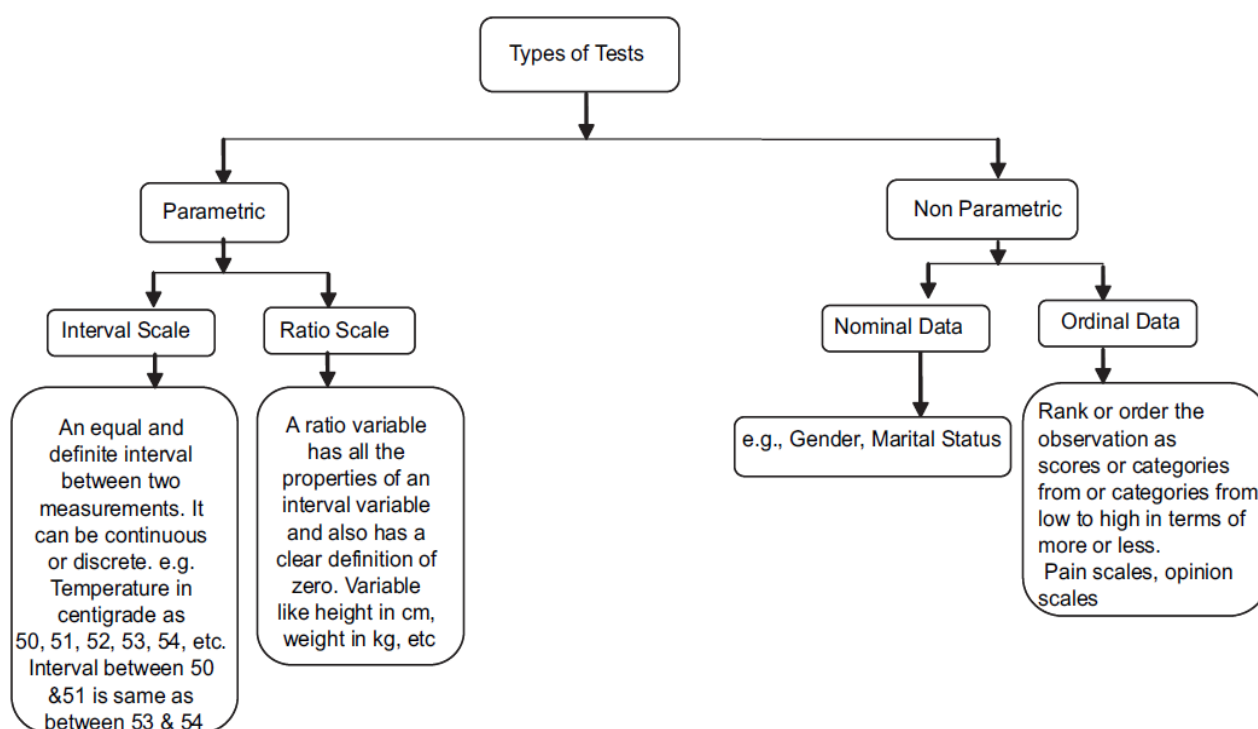 Types of Tests
Parametric
Non Parametric
Interval Scale
Ratio Scale
Nominal Data
Ordinal Data
An equal and
definite interval
between two
measurements. It
can be continuous
or discrete. e.g.
Temperature in
centigrade as
50, 51, 52, 53, 54, etc.
Interval between 50
&51 is same as
between 53 & 54
A ratio variable
has all the
properties of an
interval variable
and also has a
clear definition of
zero. Variable
like height in cm,
weight in kg, etc
e.g., Gender, Marital Status
Rank or order the
observation as
scores or categories
from or categories from
low to high in terms of
more or less.
Pain scales, opinion
scales